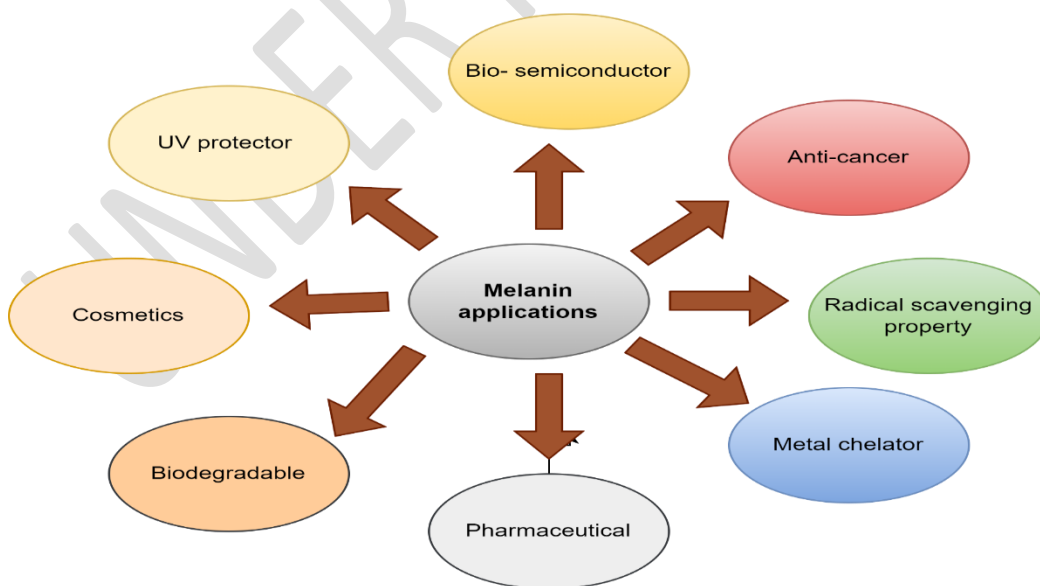 Bio- semiconductor
UV protector
Anti-cancer
Melanin
applications
Cosmetics
Radical scavenging
property
Biodegradable
Metal chelator
Pharmaceutical